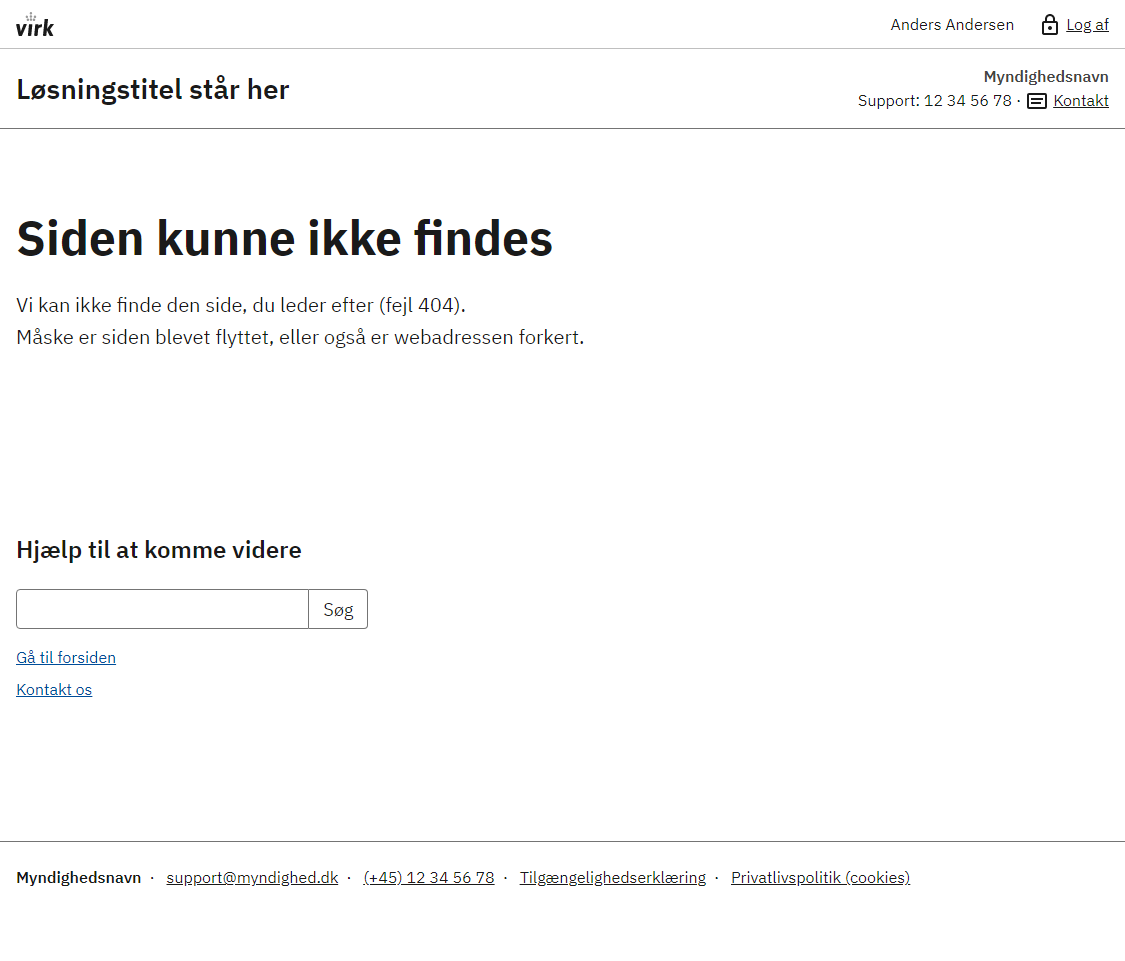 virk
Anders Andersen Log af
Løsningstitel står her
Myndighedsnavn
Support: 12 34 56 78 · Kontakt
Siden kunne ikke findes
Vi kan ikke finde den side, du leder efter (fejl 404).
Måske er siden blevet flyttet, eller også er webadressen forkert.
Hjælp til at komme videre
Søg
Gå til forsiden
Kontakt os
Myndighedsnavn · support@myndighed.dk · (+45) 12 34 56 78 · Tilgængelighedserklæring · Privatlivspolitik (cookies)